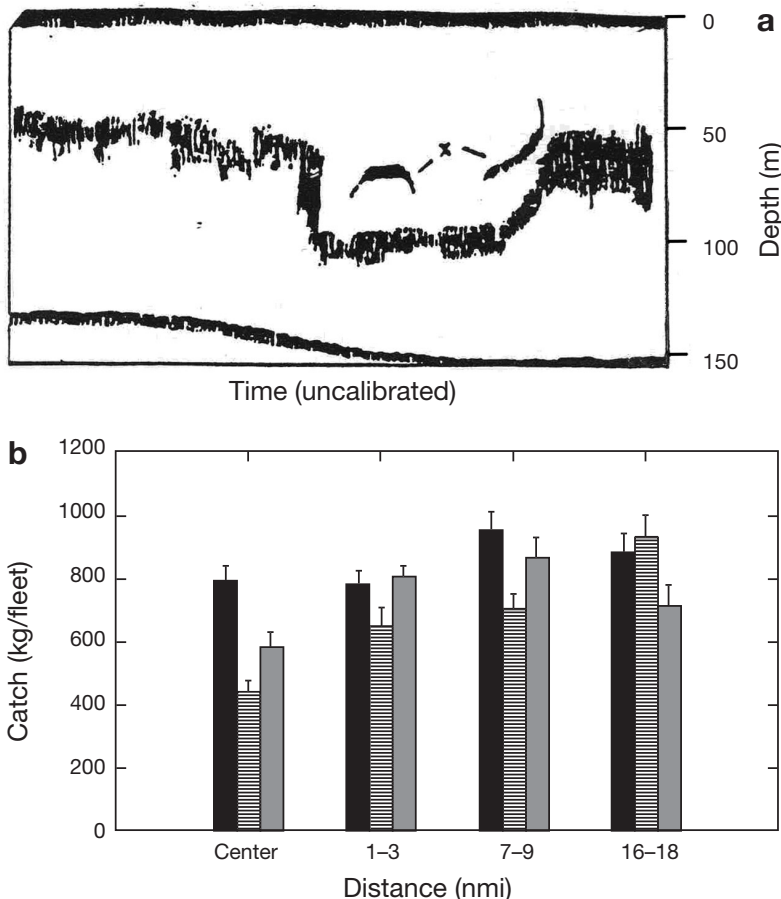 a
0
50
100
150
Depth (m)
Time (uncalibrated)
b
1200
1000
800
600
400
200
0
Catch (kg/fleet)
Center 1–3 7–9 16–18
Distance (nmi)